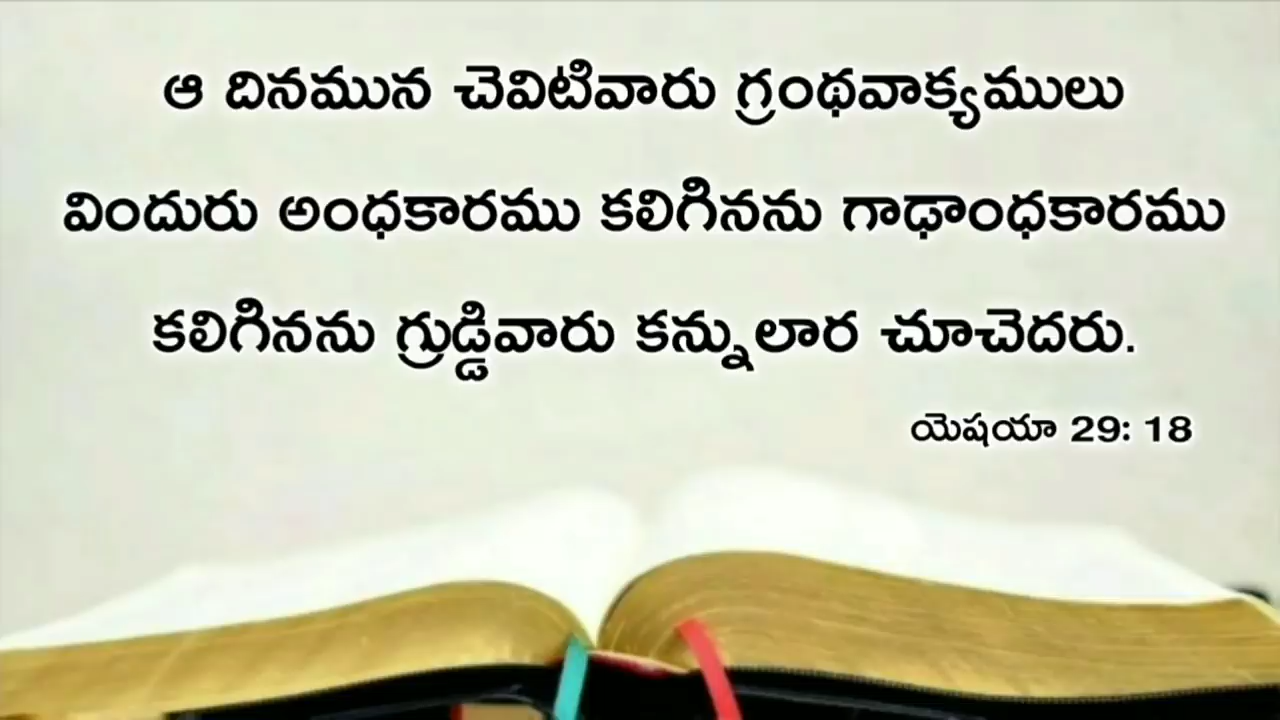 ఆ దినమున చెవిటివారు గ్రంథవాక్యములు
విందురు అంధకారము కలిగినను గాఢాంధకారము
కలిగినను గ్రుడ్డివారు కన్నులార చూచెదరు.
యెషయా 29: 18